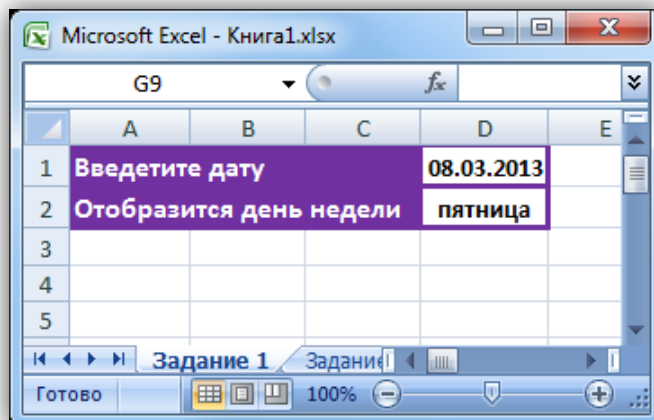 Microsoft Excel - Книга1.xlsx
G9 fx
A B C D E
1 Введетите дату 08.03.2013
2 Отобразится день недели пятница
3
4
5
Задание 1 Задание
Готово 100%